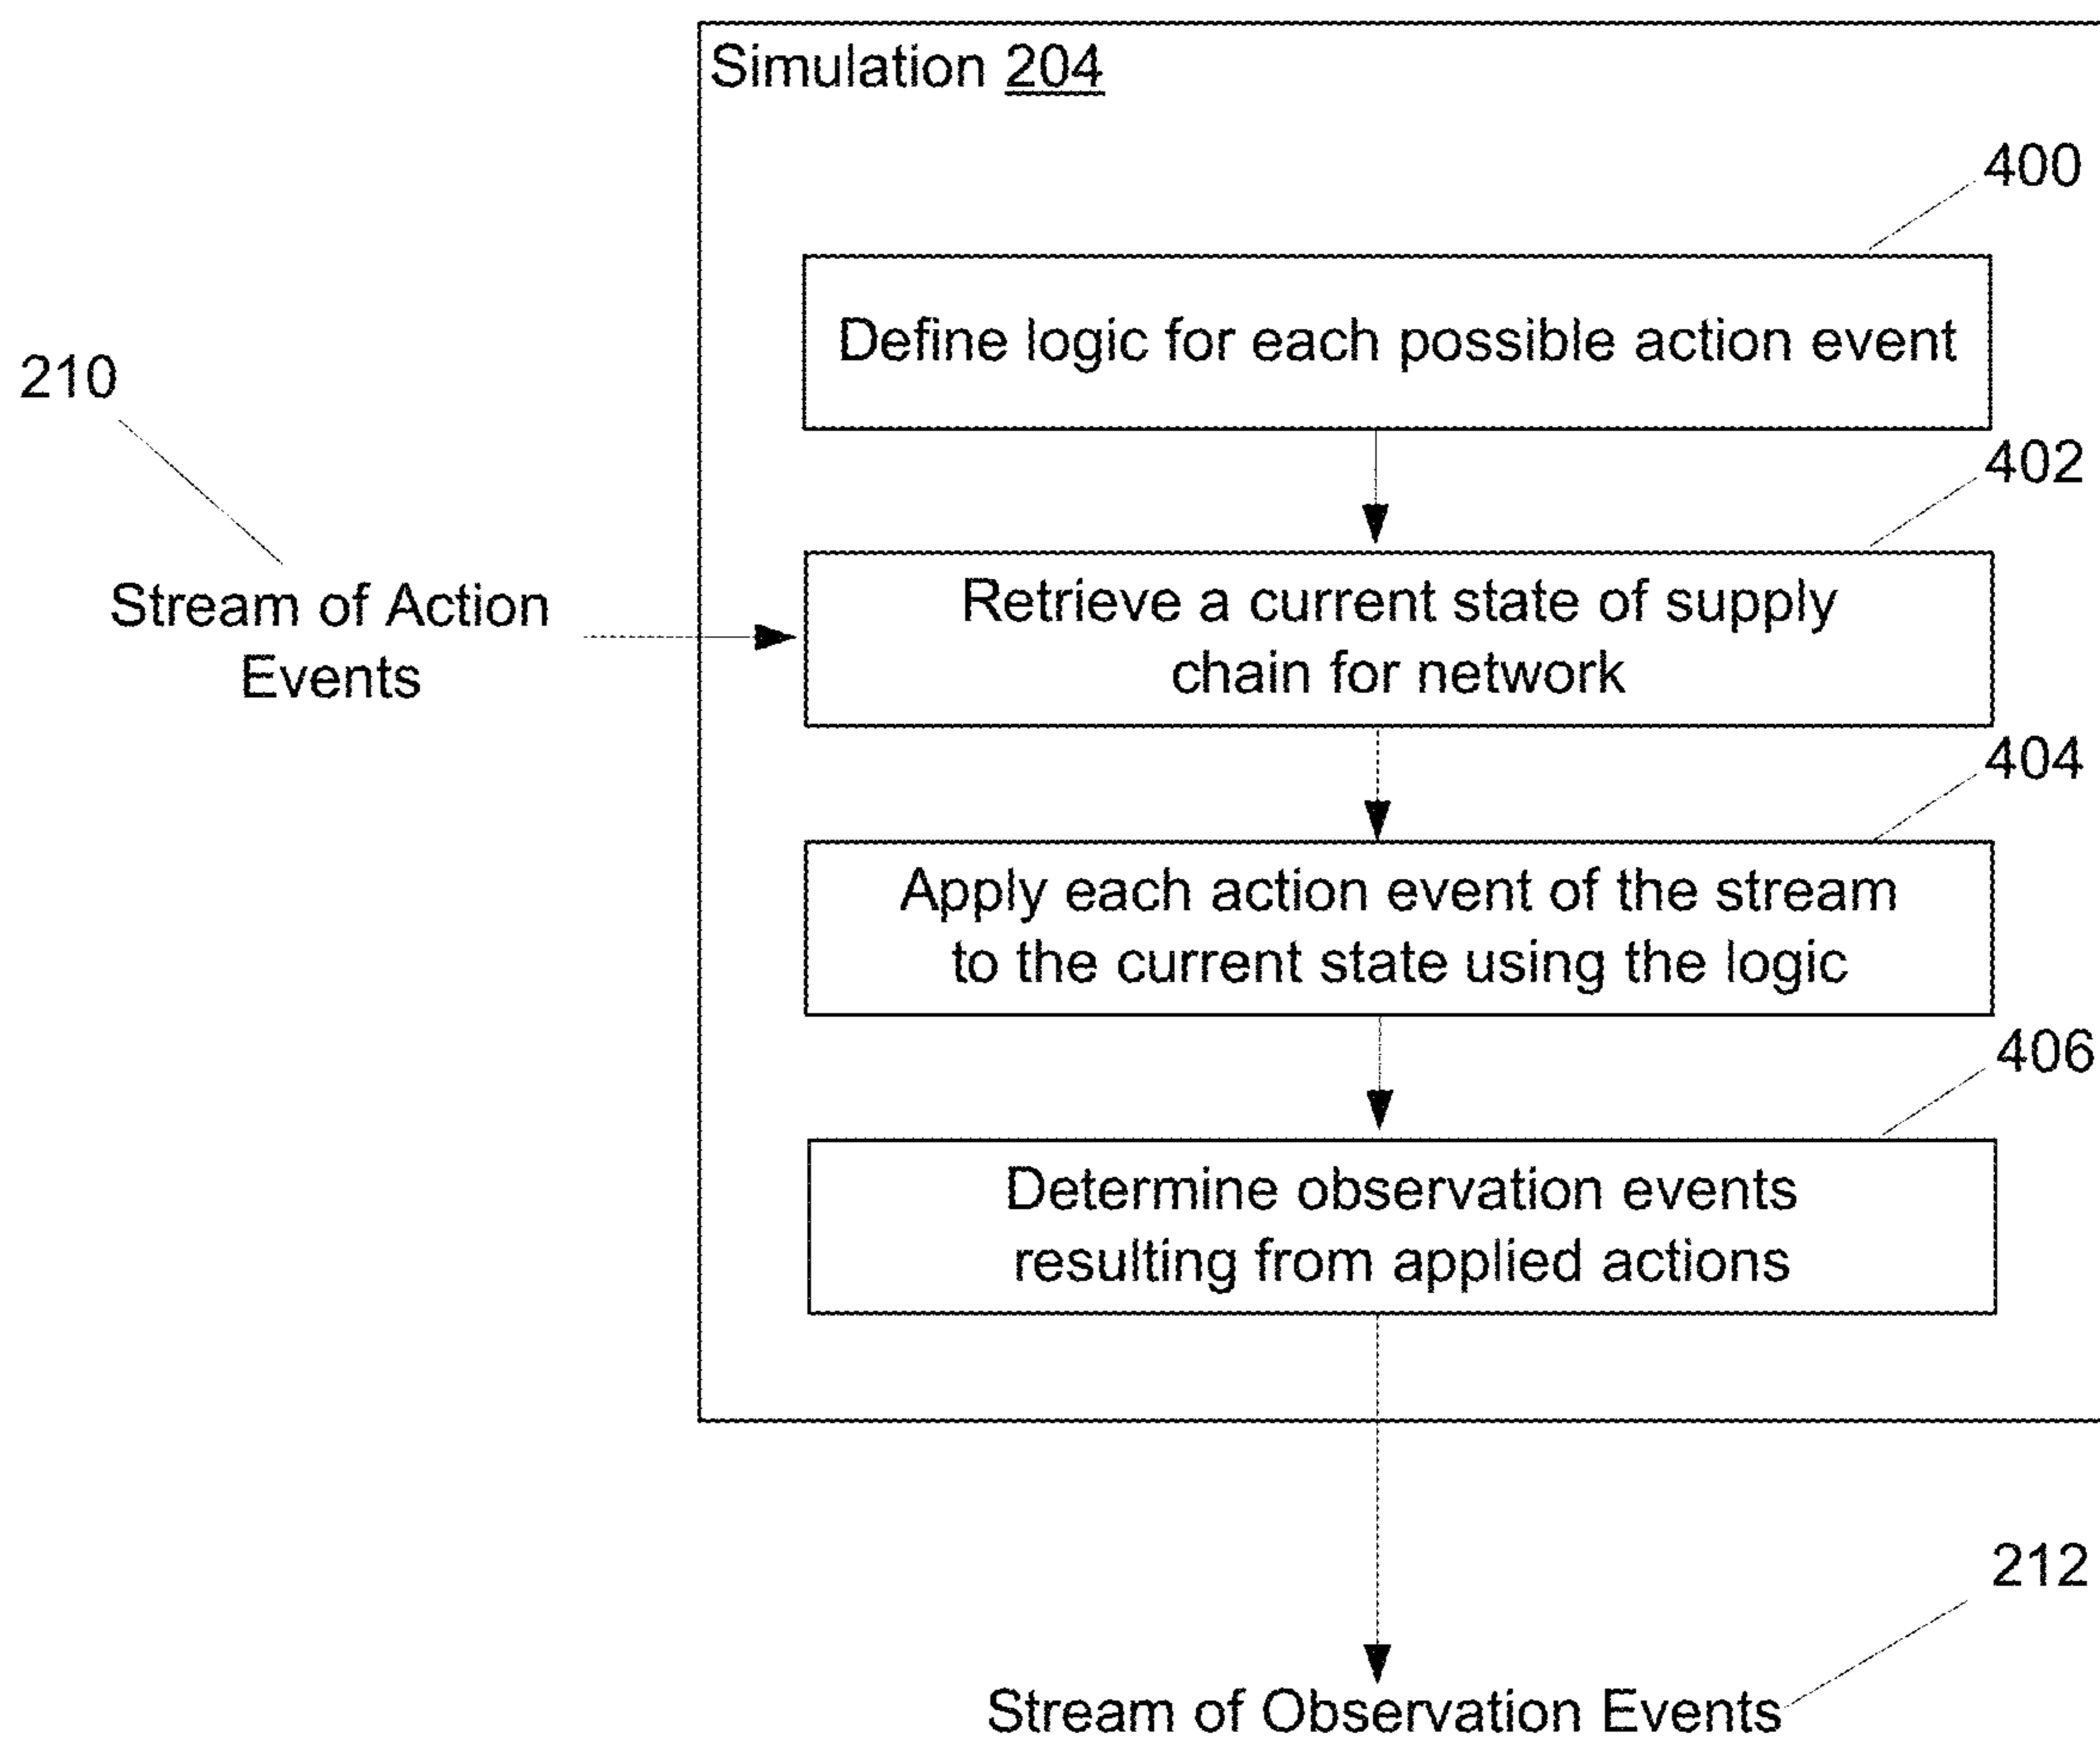 Simulation 204
400
Define logic for each possible action event
210
402
Stream of Action
Events
Retrieve a current state of supply
chain for network
404
Apply each action event of the stream
to the current state using the logic
406
Determine observation events
resulting from applied actions
212
Stream of Observation Events